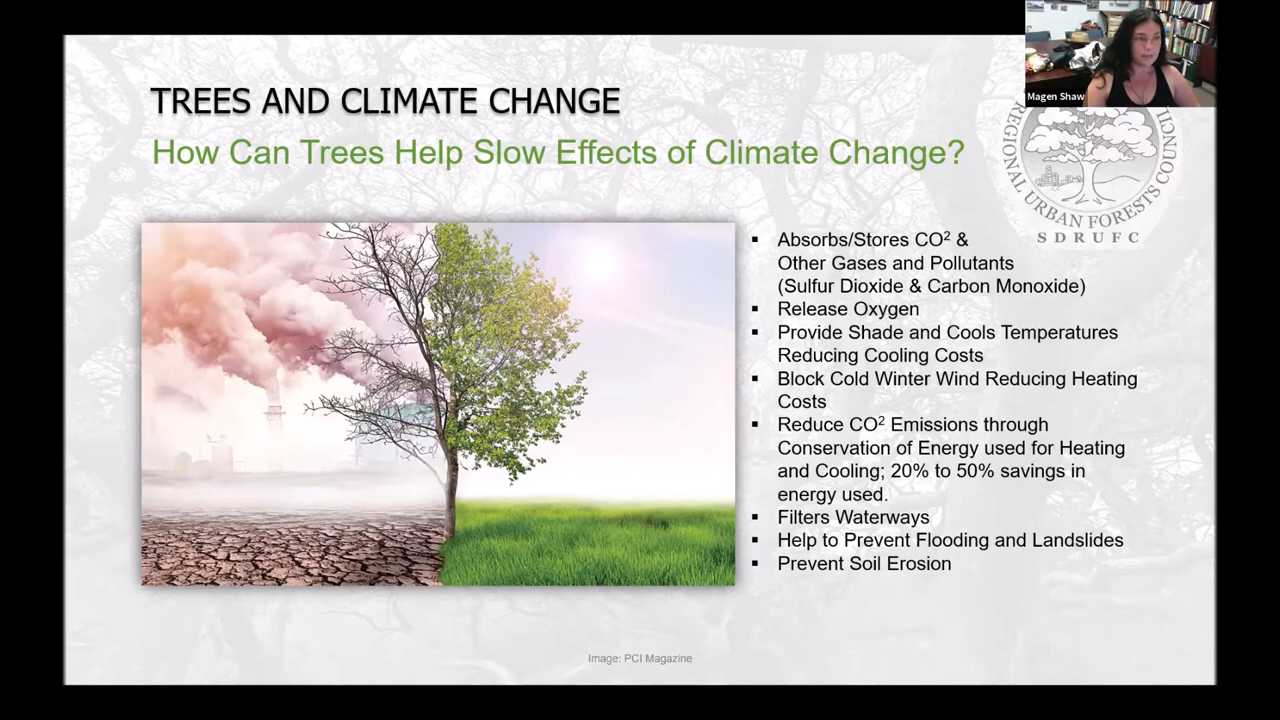 Magen Shaw
TREES AND CLIMATE CHANGE
How Can Trees Help Slow Effects of Climate Change?
REGIONAL URBAN FORESTS COUNCIL
SDRUFC
▪ Absorbs/Stores CO² &
Other Gases and Pollutants
(Sulfur Dioxide & Carbon Monoxide)
▪ Release Oxygen
▪ Provide Shade and Cools Temperatures
Reducing Cooling Costs
▪ Block Cold Winter Wind Reducing Heating
Costs
▪ Reduce CO² Emissions through
Conservation of Energy used for Heating
and Cooling; 20% to 50% savings in
energy used.
▪ Filters Waterways
▪ Help to Prevent Flooding and Landslides
▪ Prevent Soil Erosion
Image: PCI Magazine